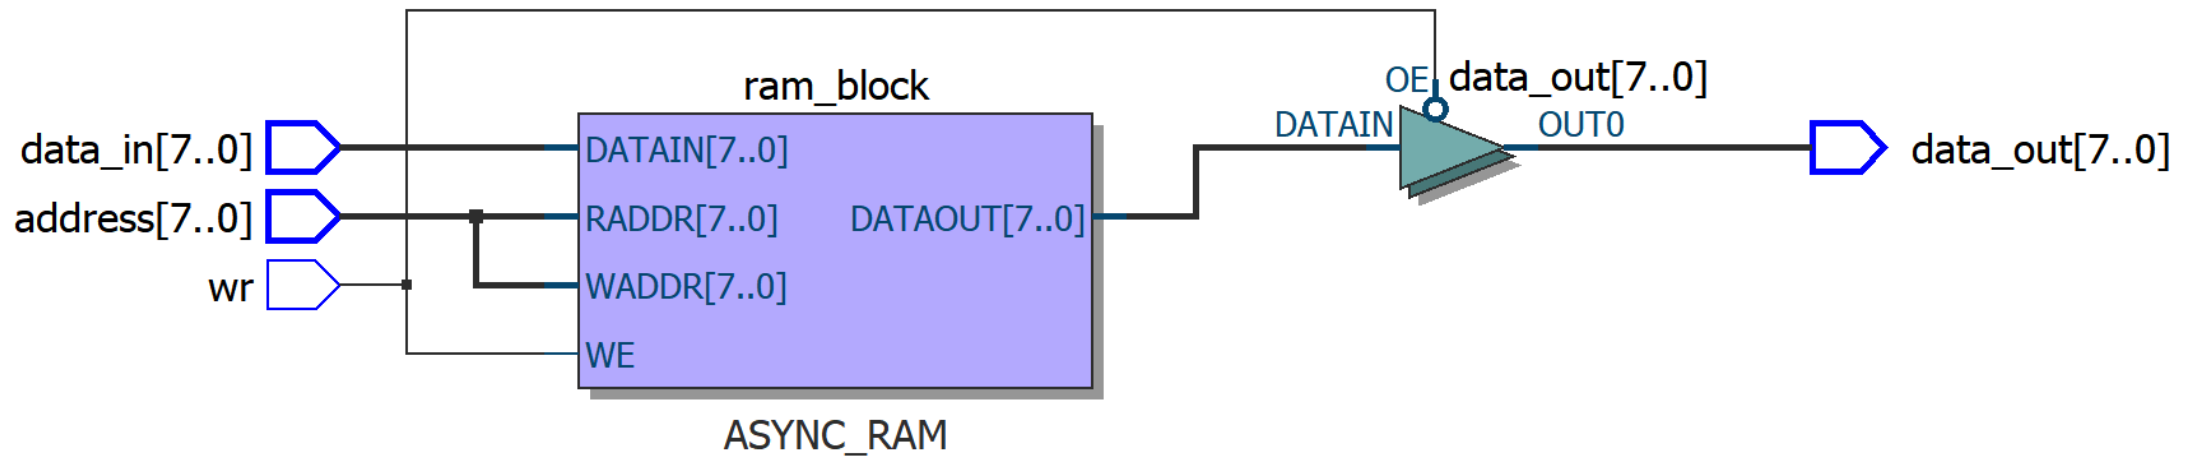 ram_block
OE
data_out[7..0]
data_in[7..0]
DATAIN[7..0]
DATAIN
OUT0
data_out[7..0]
address[7..0]
RADDR[7..0]
DATAOUT[7..0]
wr
WADDR[7..0]
WE
ASYNC_RAM